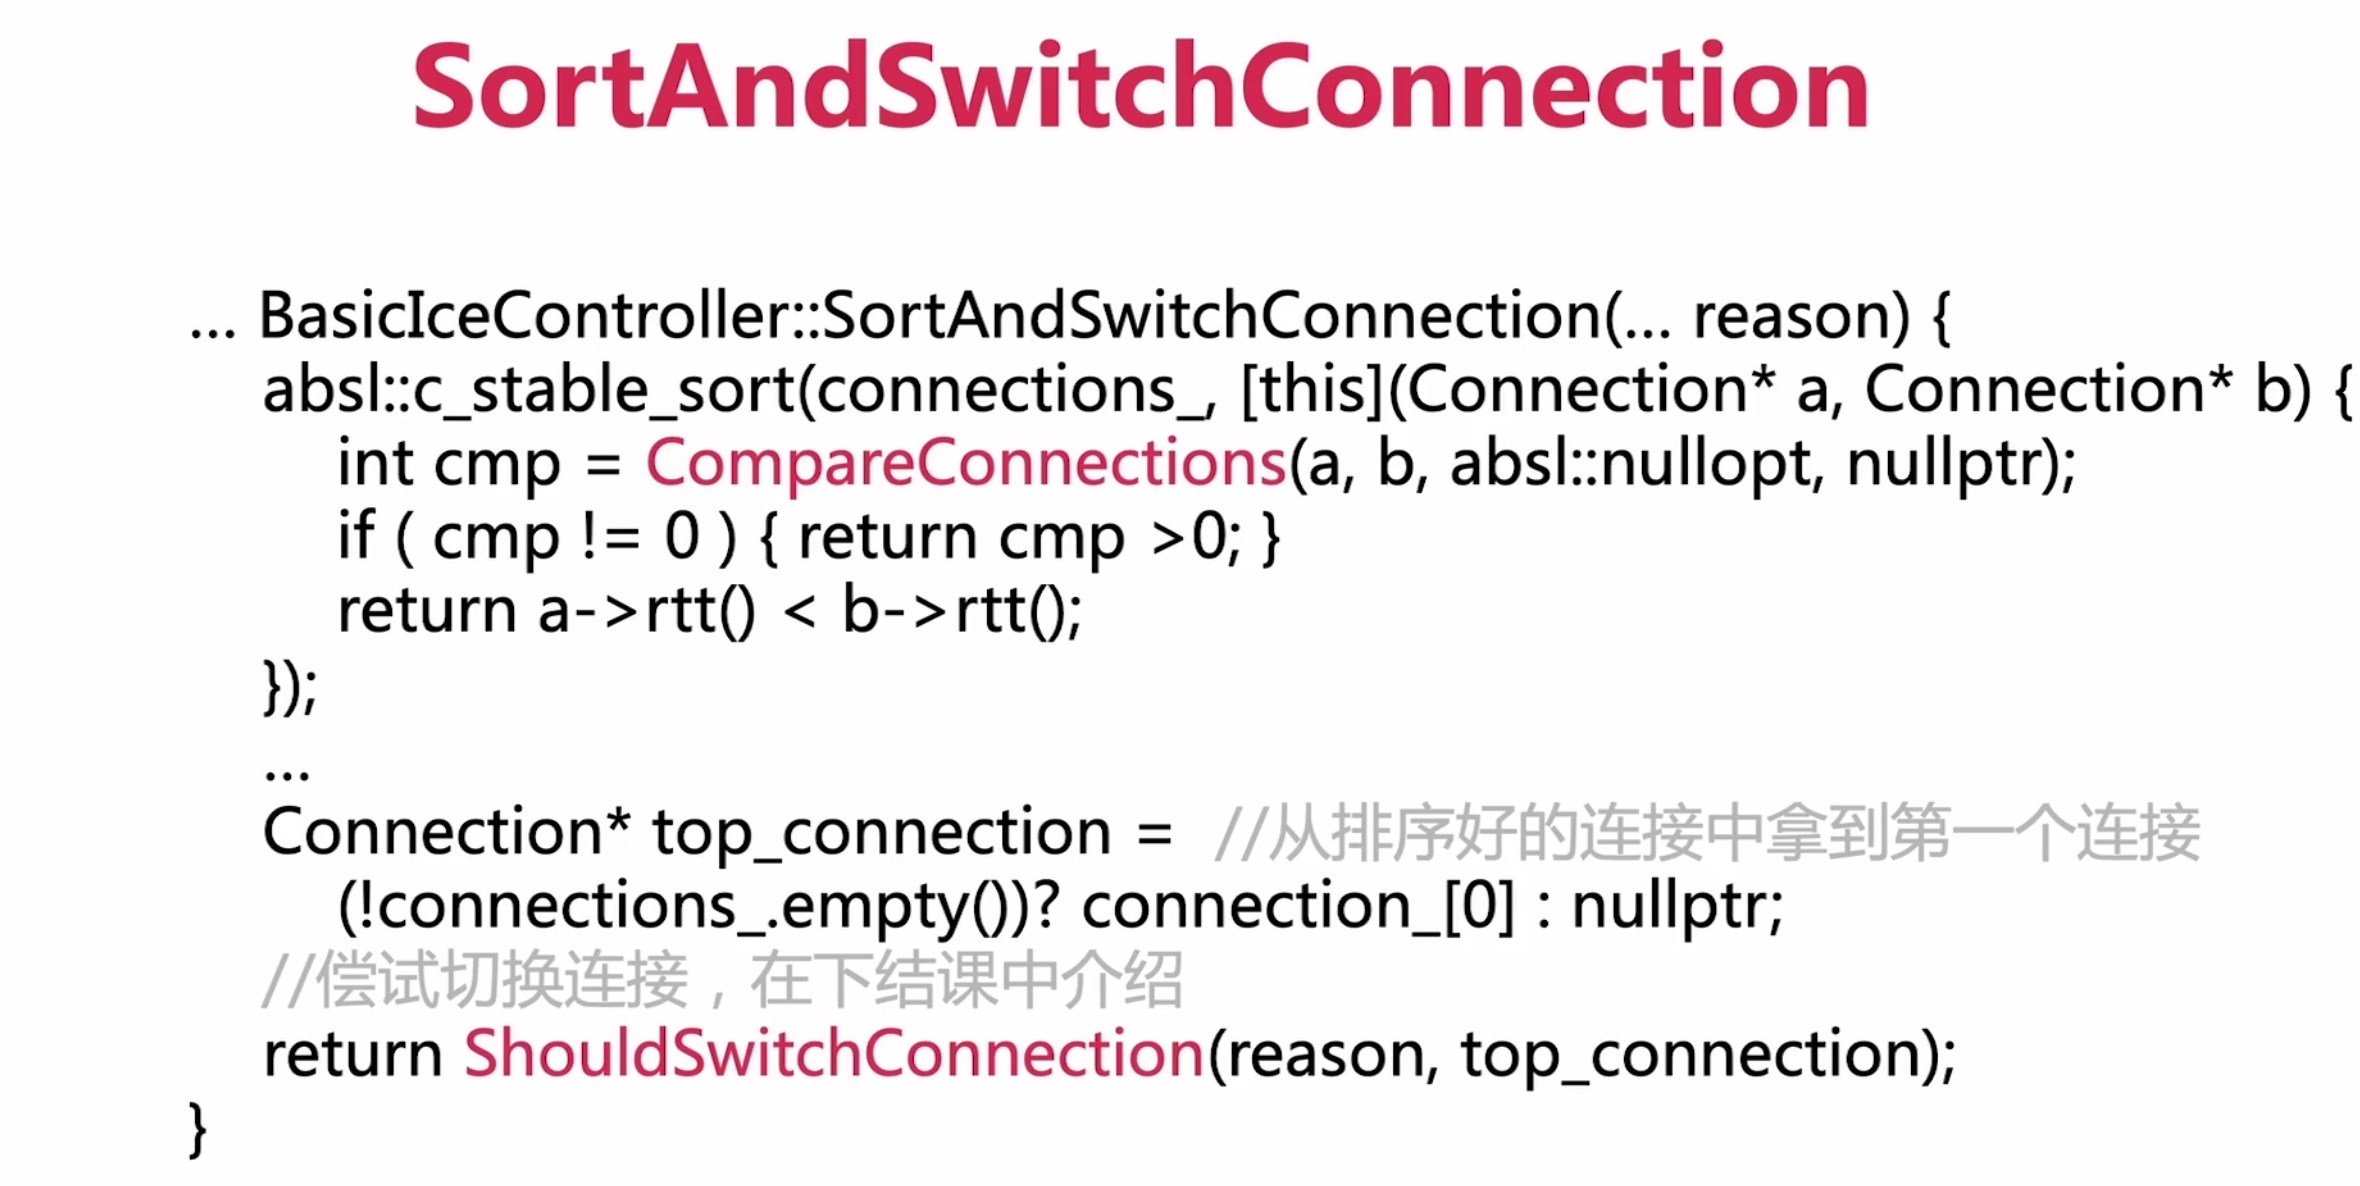 SortAndSwitchConnection
... BasicIceController::SortAndSwitchConnection(... reason) {
absl::c_stable_sort(connections_, [this](Connection* a, Connection* b) {
int cmp = CompareConnections(a, b, absl::nullopt, nullptr);
if ( cmp != 0 ) { return cmp >0; }
return a->rtt() < b->rtt();
});
...
Connection* top_connection = //从排序好的连接中拿到第一个连接
(!connections_.empty())? connection_[0] : nullptr;
//偿试切换连接，在下结课中介绍
return ShouldSwitchConnection(reason, top_connection);
}